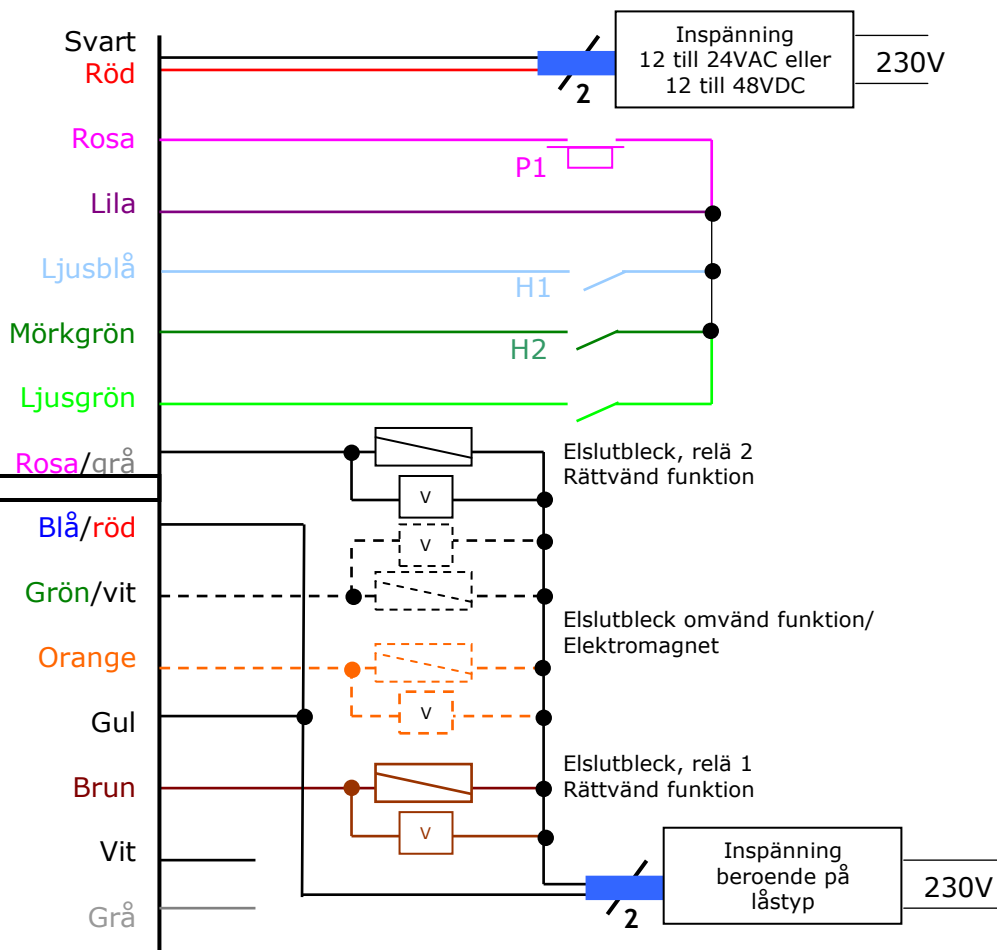 Svart
Röd
Inspänning
12 till 24VAC eller
12 till 48VDC
230V
2
Rosa
P1
Lila
Ljusblå
H1
Mörkgrön
H2
Ljusgrön
Rosa/grå
Elslutbleck, relä 2
Rättvänd funktion
V
Blå/röd
V
Grön/vit
Elslutbleck omvänd funktion/
Elektromagnet
Orange
V
Gul
Elslutbleck, relä 1
Rättvänd funktion
Brun
V
Vit
Inspänning
beroende på
låstyp
230V
2
Grå